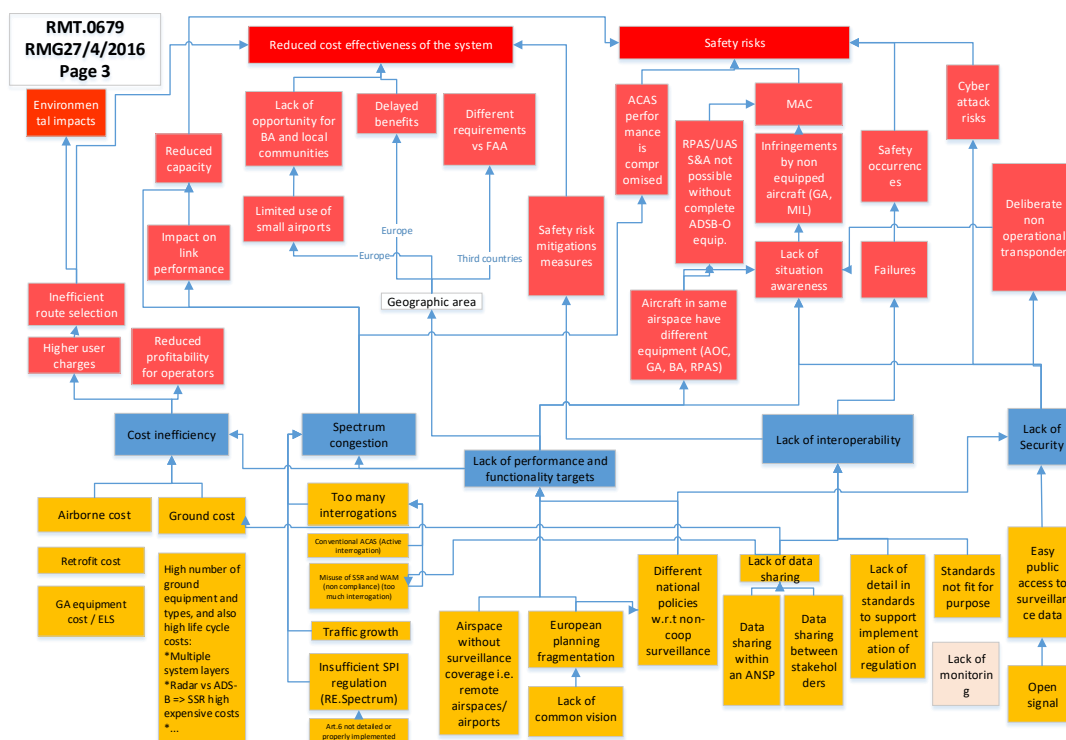 RMT.0679
RMG27/4/2016
Page 3
Reduced cost effectiveness of the system
Safety risks
Environmen
tal impacts
Lack of
opportunity for
BA and local
communities
Delayed
benefits
Different
requirements
vs FAA
ACAS
perfor
mance
is
compr
omised
MAC
Cyber
attack
risks
Reduced
capacity
RPAS/UAS
S&A not
possible
without
complete
ADSB-O
equip.
Infringements
by non
equipped
aircraft (GA,
MIL)
Safety
occurrenc
es
Deliberate
non
operational
transponder
Limited use of
small airports
Impact on
link
performance
Safety risk
mitigations
measures
Europe
Europe
Third countries
Lack of
situation
awareness
Failures
Inefficient
route selection
Geographic area
Aircraft in same
airspace have
different
equipment (AOC,
GA, BA, RPAS)
Higher user
charges
Reduced
profitability
for operators
Cost inefficiency
Spectrum
congestion
Lack of performance and
functionality targets
Lack of interoperability
Lack of
Security
Airborne cost
Ground cost
Too many
interrogations
Conventional ACAS (Active
interrogation)
Misuse of SSR and WAM
(non compliance) (too
much interrogation)
Traffic growth
Insufficient SPI
regulation
(RE.Spectrum)
Art.6 not detailed or
properly implemented
Retrofit cost
GA equipment
cost / ELS
High number of
ground
equipment and
types, and also
high life cycle
costs:
*Multiple
system layers
*Radar vs ADS-
B => SSR high
expensive costs
*...
Airspace
without
surveillance
coverage i.e.
remote
airspaces/
airports
European
planning
fragmentation
Lack of
common vision
Different
national
policies
w.r.t non-
coop
surveillance
Lack of data
sharing
Data
sharing
within
an ANSP
Data
sharing
between
stakehol
ders
Lack of
detail in
standards
to support
implement
ation of
regulation
Standards
not fit for
purpose
Lack of
monitorin
g
Easy
public
access to
surveillan
ce data
Open
signal